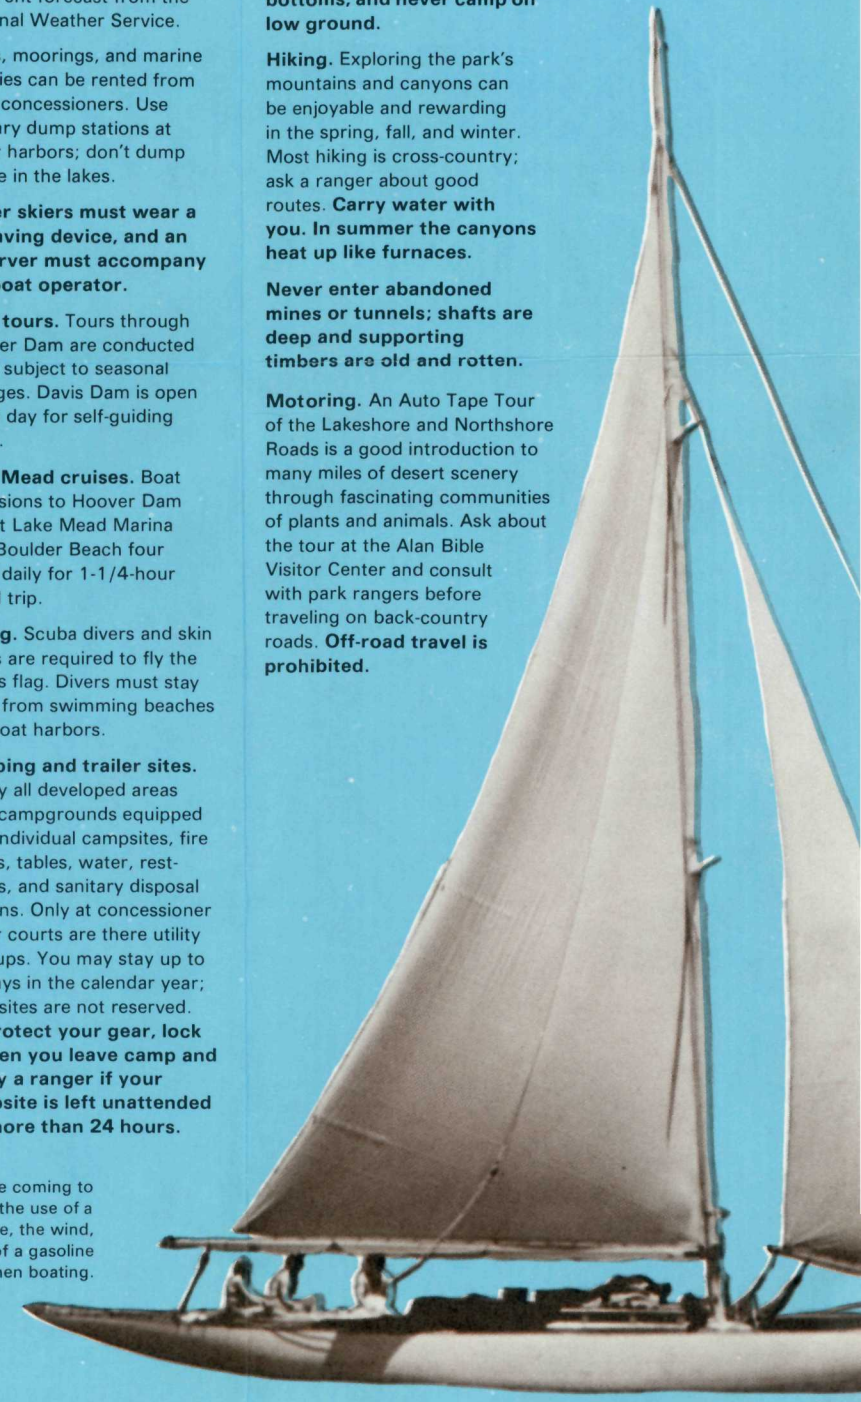 ent forecast from the
nal Weather Service.
, moorings, and marine
ies can be rented from
concessioners. Use
ary dump stations at
harbors; don't dump
e in the lakes.
er skiers must wear a
aving device, and an
rver must accompany
oat operator.
tours. Tours through
er Dam are conducted
subject to seasonal
ges. Davis Dam is open
day for self-guiding
.
Mead cruises. Boat
sions to Hoover Dam
t Lake Mead Marina
Boulder Beach four
daily for 1-1/4-hour
trip.
g. Scuba divers and skin
s are required to fly the
s flag. Divers must stay
from swimming beaches
oat harbors.
ping and trailer sites.
y all developed areas
campgrounds equipped
individual campsites, fire
s, tables, water, rest-
s, and sanitary disposal
ns. Only at concessioner
r courts are there utility
ups. You may stay up to
ys in the calendar year;
sites are not reserved.
rotect your gear, lock
en you leave camp and
y a ranger if your
psite is left unattended
more than 24 hours.
e coming to
the use of a
e, the wind,
of a gasoline
hen boating.
bottoms, and never camp on
low ground.
Hiking. Exploring the park's
mountains and canyons can
be enjoyable and rewarding
in the spring, fall, and winter.
Most hiking is cross-country;
ask a ranger about good
routes. Carry water with
you. In summer the canyons
heat up like furnaces.
Never enter abandoned
mines or tunnels; shafts are
deep and supporting
timbers are old and rotten.
Motoring. An Auto Tape Tour
of the Lakeshore and Northshore
Roads is a good introduction to
many miles of desert scenery
through fascinating communities
of plants and animals. Ask about
the tour at the Alan Bible
Visitor Center and consult
with park rangers before
traveling on back-country
roads. Off-road travel is
prohibited.